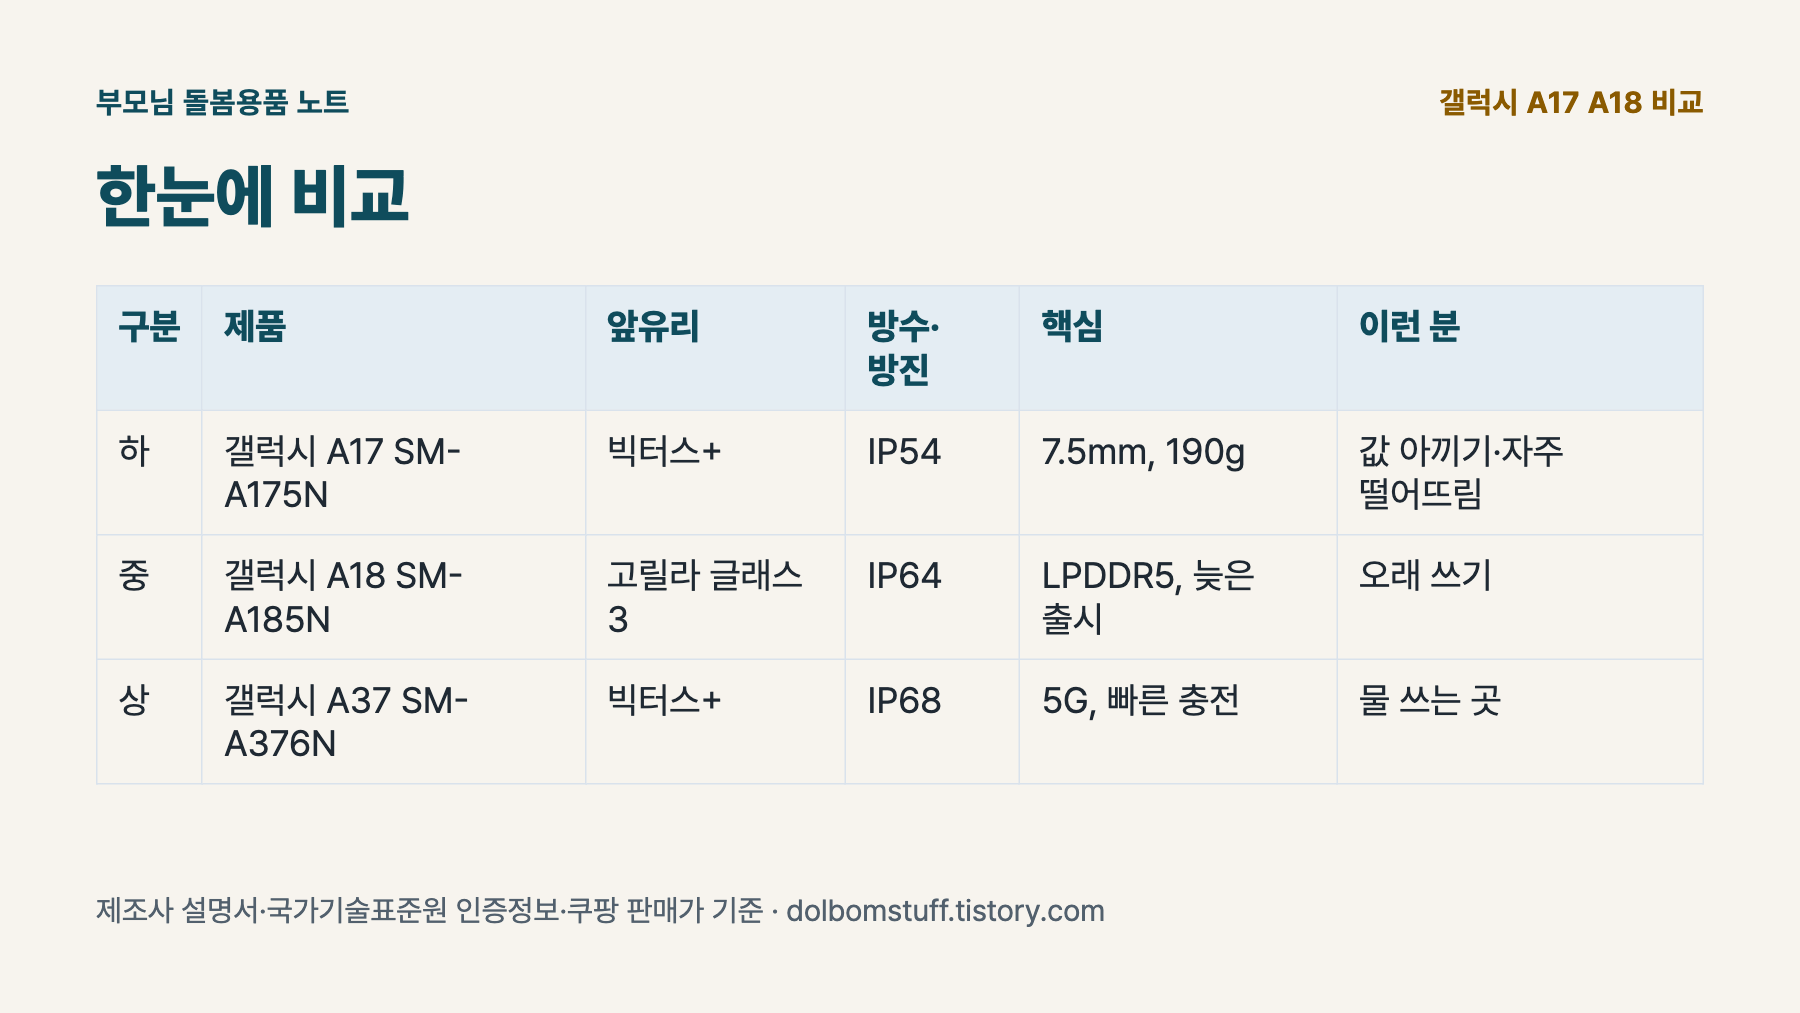 부모님 돌봄용품 노트
갤럭시 A17 A18 비교
한눈에 비교
구분 제품 앞유리 방수·방진 핵심 이런 분
하 갤럭시 A17 SM-A175N 빅터스+ IP54 7.5mm, 190g 값 아끼기·자주 떨어뜨림
중 갤럭시 A18 SM-A185N 고릴라 글래스 3 IP64 LPDDR5, 늦은 출시 오래 쓰기
상 갤럭시 A37 SM-A376N 빅터스+ IP68 5G, 빠른 충전 물 쓰는 곳
제조사 설명서·국가기술표준원 인증정보·쿠팡 판매가 기준 · dolbomstuff.tistory.com